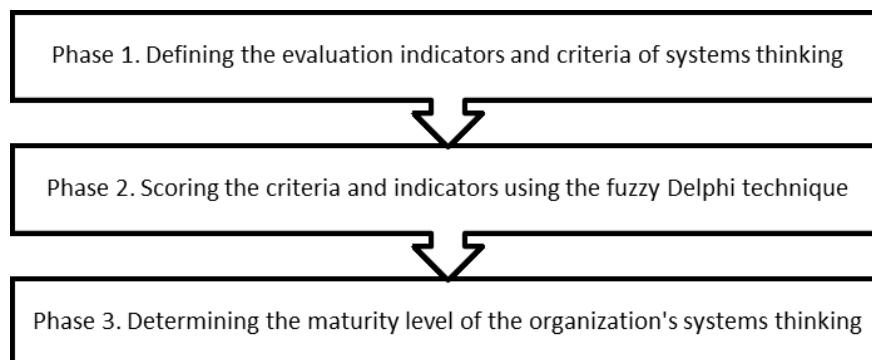 Phase 1. Defining the evaluation indicators and criteria of systems thinking
Phase 2. Scoring the criteria and indicators using the fuzzy Delphi technique
Phase 3. Determining the maturity level of the organization's systems thinking